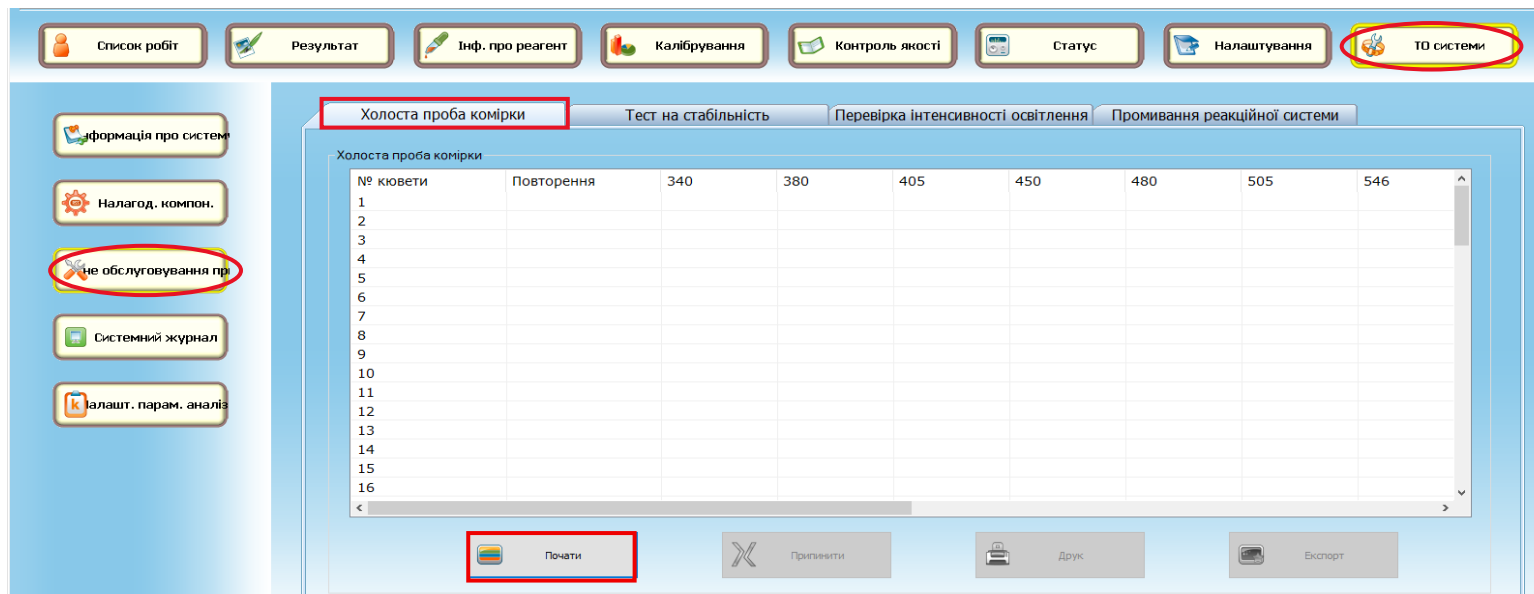 Список робіт Результат Інф. про реагент Калібрування Контроль якості Статус Налаштування ТО системи
нформація про систему
Налагод. компон.
не обслуговування пр
Системний журнал
Налашт. парам. аналіз
Холоста проба комірки Тест на стабільність Перевірка інтенсивності освітлення Промивання реакційної системи
Холоста проба комірки
№ кювети Повторення 340 380 405 450 480 505 546
1
2
3
4
5
6
7
8
9
10
11
12
13
14
15
16
Почати Припинити Друк Експорт